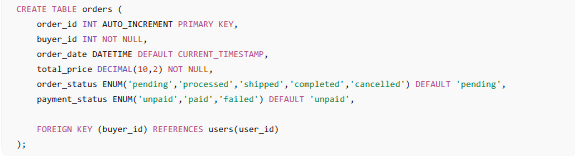 CREATE TABLE orders (
    order_id INT AUTO_INCREMENT PRIMARY KEY,
    buyer_id INT NOT NULL,
    order_date DATETIME DEFAULT CURRENT_TIMESTAMP,
    total_price DECIMAL(10,2) NOT NULL,
    order_status ENUM('pending','processed','shipped','completed','cancelled') DEFAULT 'pending',
    payment_status ENUM('unpaid','paid','failed') DEFAULT 'unpaid',

    FOREIGN KEY (buyer_id) REFERENCES users(user_id)
);